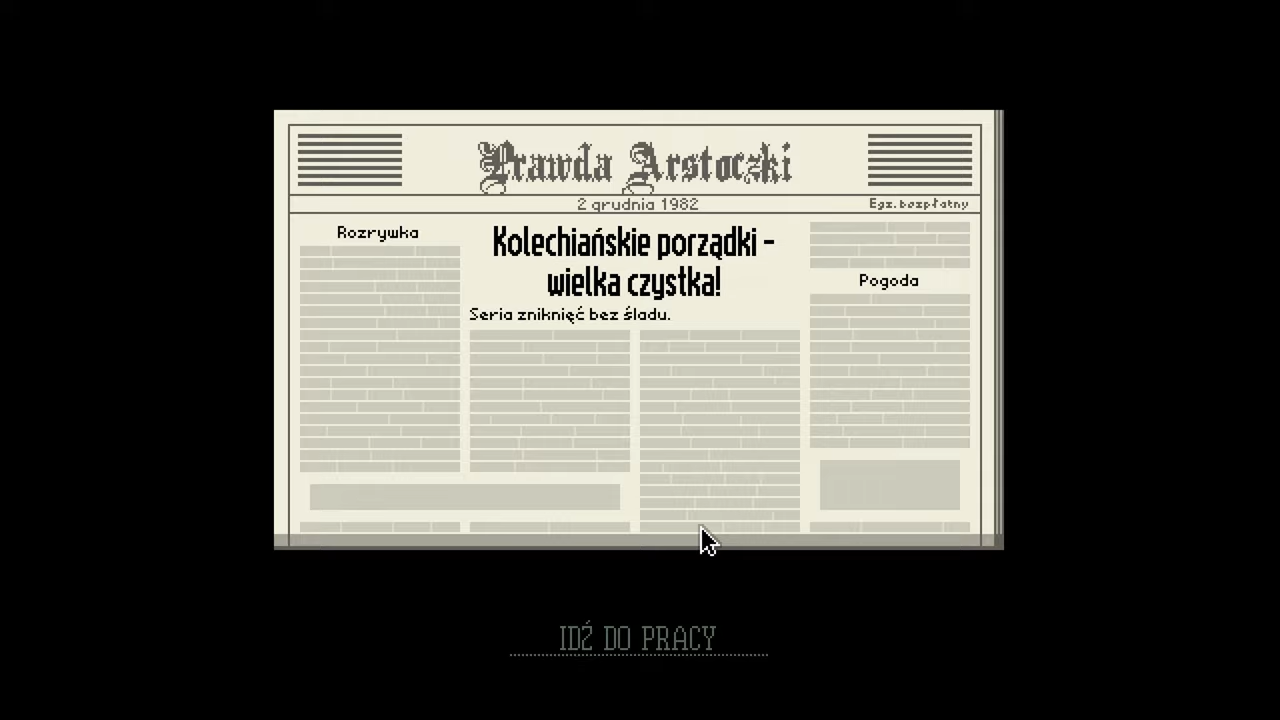 Prawda Arstoczki
2 grudnia 1982
Egz. bezpłatny
Rozrywka
Kolechiańskie porządki -
wielka czystka!
Seria zniknięć bez śladu.
Pogoda
IDŹ DO PRACY